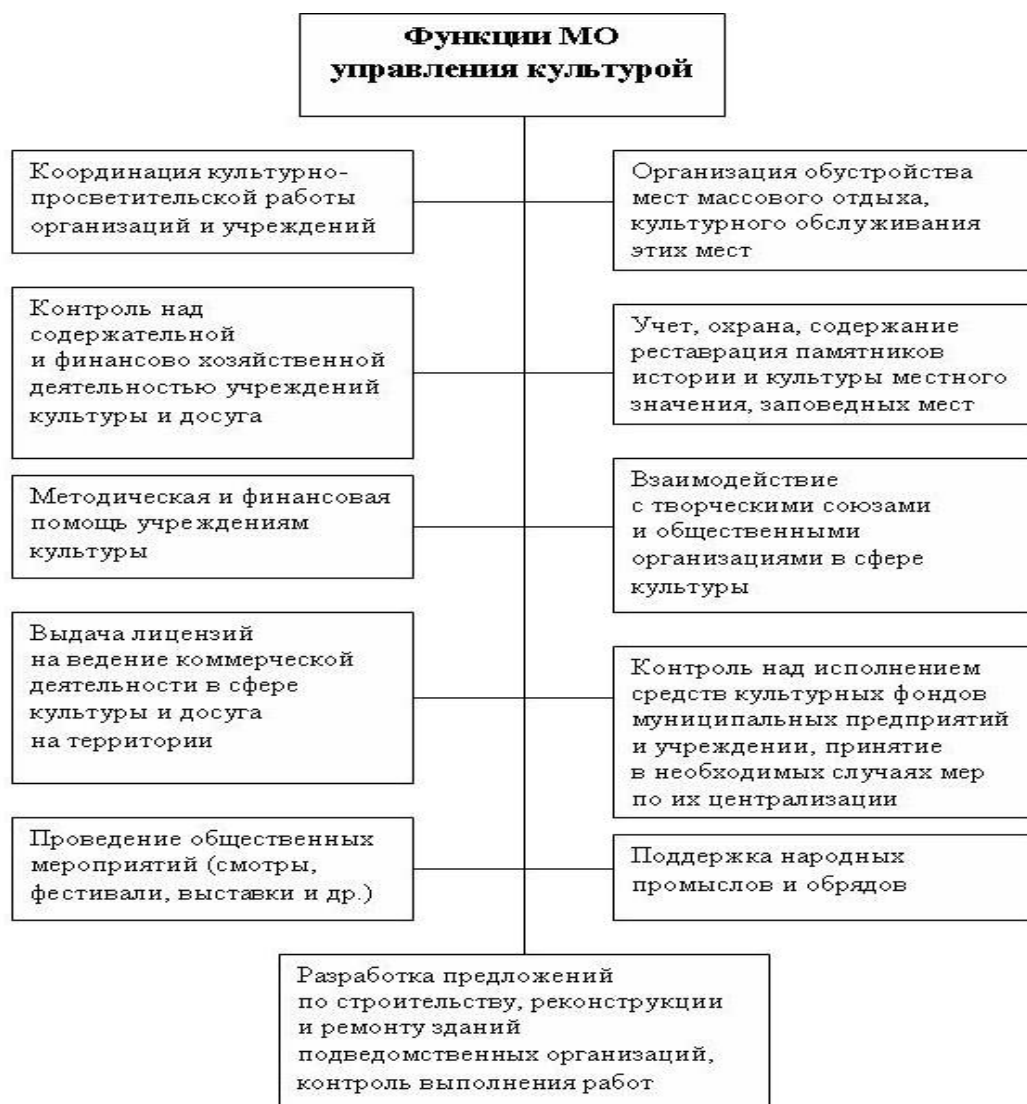 Функции МО
управления культурой
Координация культурно-
просветительской работы
организаций и учреждений
Организация обустройства
мест массового отдыха,
культурного обслуживания
этих мест
Контроль над
содержательной
и финансово хозяйственной
деятельностью учреждений
культуры и досуга
Учет, охрана, содержание
реставрация памятников
истории и культуры местного
значения, заповедных мест
Методическая и финансовая
помощь учреждениям
культуры
Взаимодействие
с творческими союзами
и общественными
организациями в сфере
культуры
Выдача лицензий
на ведение коммерческой
деятельности в сфере
культуры и досуга
на территории
Контроль над исполнением
средств культурных фондов
муниципальных предприятий
и учреждении, принятие
в необходимых случаях мер
по их централизации
Проведение общественных
мероприятий (смотры,
фестивали, выставки и др.)
Поддержка народных
промыслов и обрядов
Разработка предложений
по строительству, реконструкции
и ремонту зданий
подведомственных организаций,
контроль выполнения работ